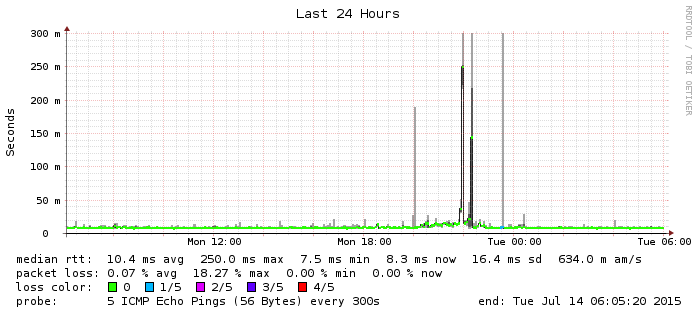 Last 24 Hours
RRDTOOL / TOBI OETIKER
Seconds
300 m
250 m
200 m
150 m
100 m
50 m
0
Mon 12:00 Mon 18:00 Tue 00:00 Tue 06:00
median rtt: 10.4 ms avg 250.0 ms max 7.5 ms min 8.3 ms now 16.4 ms sd 634.0 m am/s
packet loss: 0.07 % avg 18.27 % max 0.00 % min 0.00 % now
loss color: 0 1/5 2/5 3/5 4/5
probe: 5 ICMP Echo Pings (56 Bytes) every 300s end: Tue Jul 14 06:05:20 2015